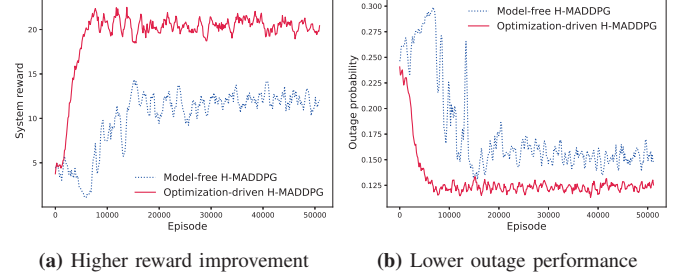 System reward
20
15
10
5
Model-free H-MADDPG
Optimization-driven H-MADDPG
0 10000 20000 30000 40000 50000
Episode
(a) Higher reward improvement
Outage probability
0.300
0.275
0.250
0.225
0.200
0.175
0.150
0.125
Model-free H-MADDPG
Optimization-driven H-MADDPG
0 10000 20000 30000 40000 50000
Episode
(b) Lower outage performance